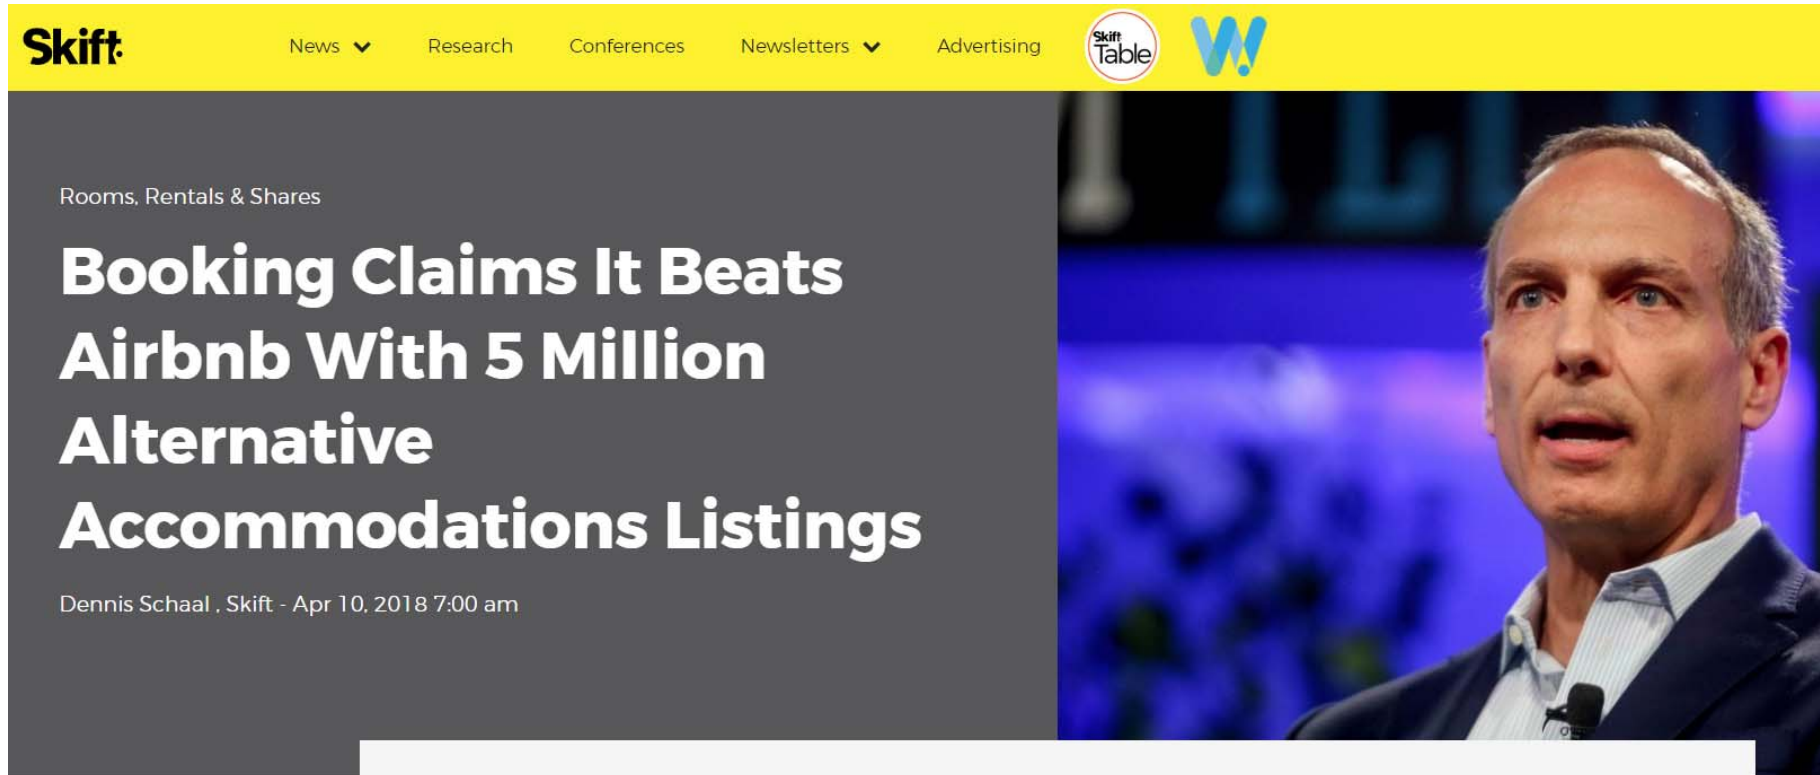 Skift
News Research Conferences Newsletters Advertising Skift Table W
Rooms, Rentals & Shares
Booking Claims It Beats
Airbnb With 5 Million
Alternative
Accommodations Listings
Dennis Schaal , Skift - Apr 10, 2018 7:00 am